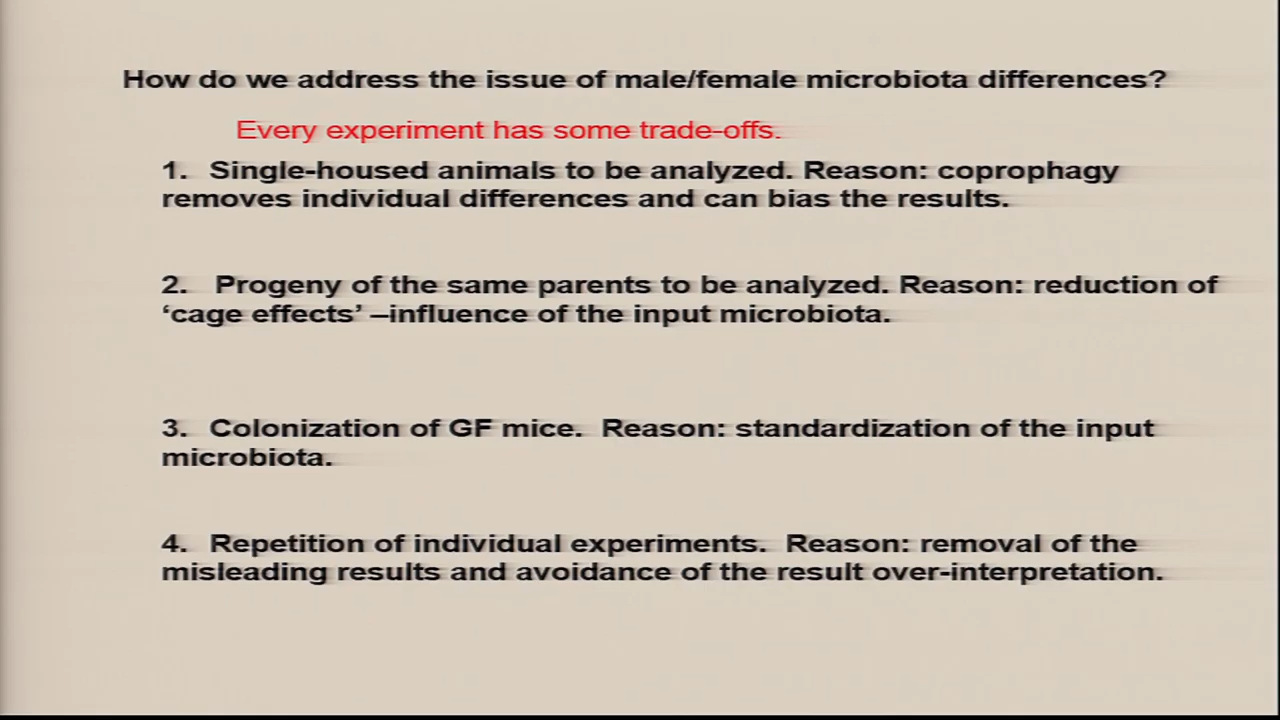 How do we address the issue of male/female microbiota differences?
Every experiment has some trade-offs.
1. Single-housed animals to be analyzed. Reason: coprophagy
removes individual differences and can bias the results.
2. Progeny of the same parents to be analyzed. Reason: reduction of
‘cage effects’ –influence of the input microbiota.
3. Colonization of GF mice. Reason: standardization of the input
microbiota.
4. Repetition of individual experiments. Reason: removal of the
misleading results and avoidance of the result over-interpretation.